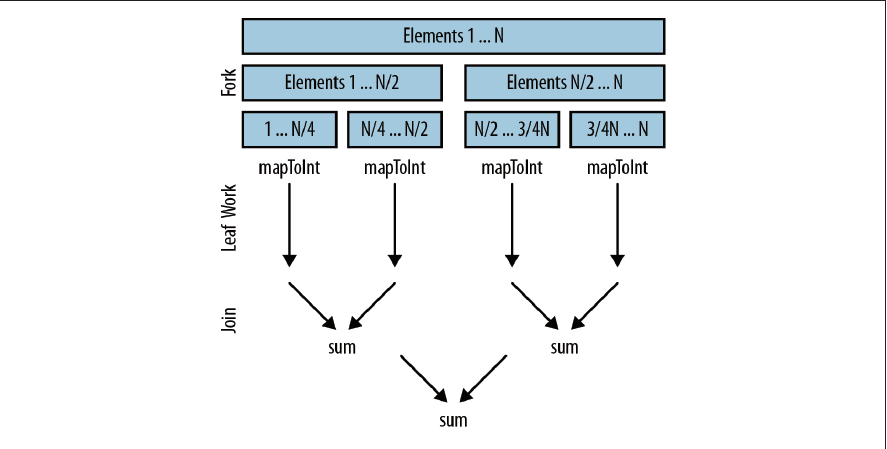 Elements 1 ... N
Fork
Elements 1 ... N/2
Elements N/2 ... N
1 ... N/4
N/4 ... N/2
N/2 ... 3/4N
3/4N ... N
mapToInt
mapToInt
mapToInt
mapToInt
Leaf Work
Join
sum
sum
sum